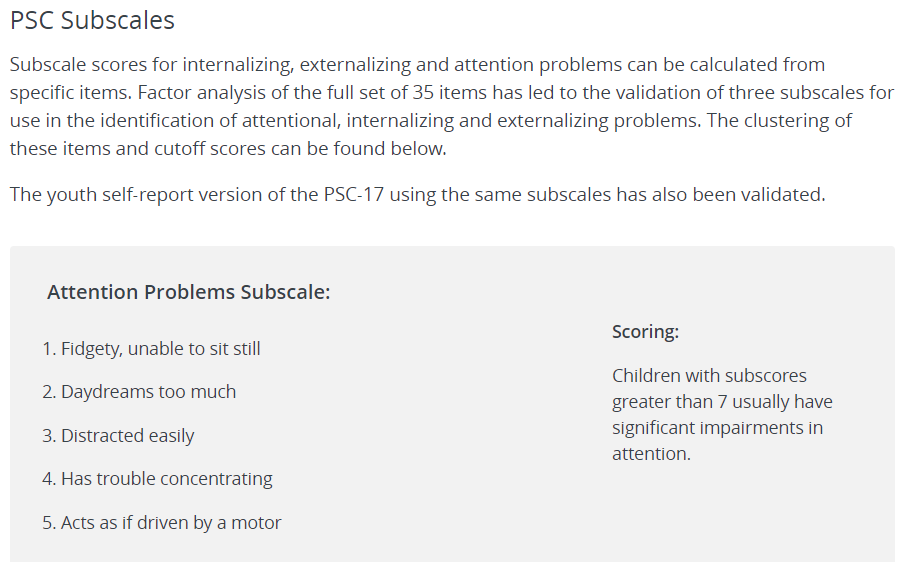 PSC Subscales
Subscale scores for internalizing, externalizing and attention problems can be calculated from
specific items. Factor analysis of the full set of 35 items has led to the validation of three subscales for
use in the identification of attentional, internalizing and externalizing problems. The clustering of
these items and cutoff scores can be found below.
The youth self-report version of the PSC-17 using the same subscales has also been validated.
Attention Problems Subscale:
1. Fidgety, unable to sit still
2. Daydreams too much
3. Distracted easily
4. Has trouble concentrating
5. Acts as if driven by a motor
Scoring:
Children with subscores
greater than 7 usually have
significant impairments in
attention.